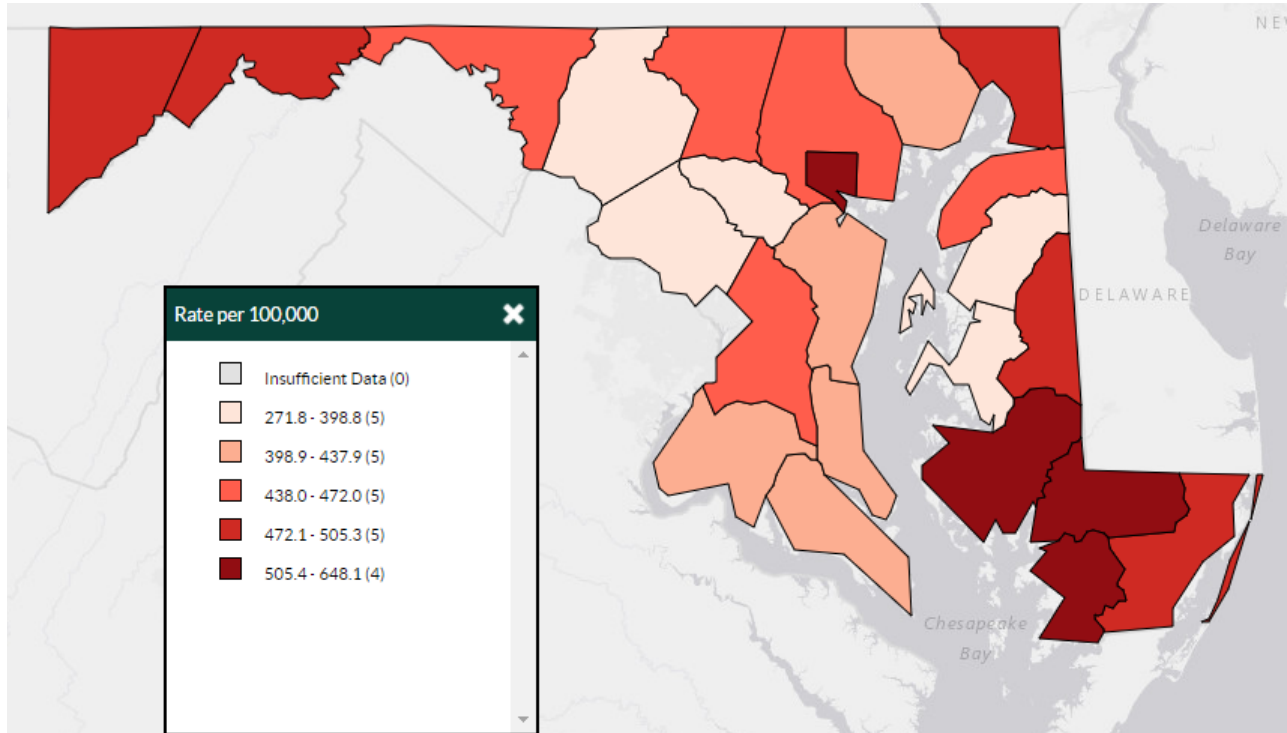 NE
Delaware
Bay
DELAWARE
Rate per 100,000
Insufficient Data (0)
271.8 - 398.8 (5)
398.9 - 437.9 (5)
438.0 - 472.0 (5)
472.1 - 505.3 (5)
505.4 - 648.1 (4)
Chesapeake
Bay